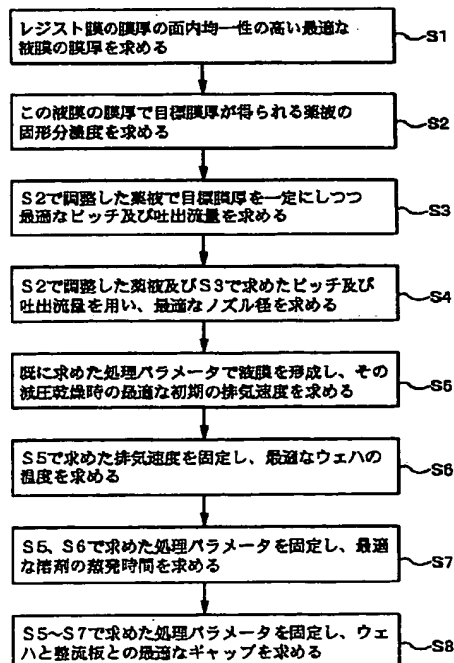 レジスト膜の膜厚の面内均一性の高い最適な
液膜の膜厚を求める
S1
この液膜の膜厚で目標膜厚が得られる薬液の
固形分濃度を求める
S2
S2で調整した薬液で目標膜厚を一定にしつつ
最適なピッチ及び吐出流量を求める
S3
S2で調整した薬液及びS3で求めたピッチ及び
吐出流量を用い、最適なノズル径を求める
S4
既に求めた処理パラメータで液膜を形成し、その
減圧乾燥時の最適な初期の排気速度を求める
S5
S5で求めた排気速度を固定し、最適なウェハの
温度を求める
S6
S5、S6で求めた処理パラメータを固定し、最適
な溶剤の蒸発時間を求める
S7
S5〜S7で求めた処理パラメータを固定し、ウェ
ハと整流板との最適なギャップを求める
S8